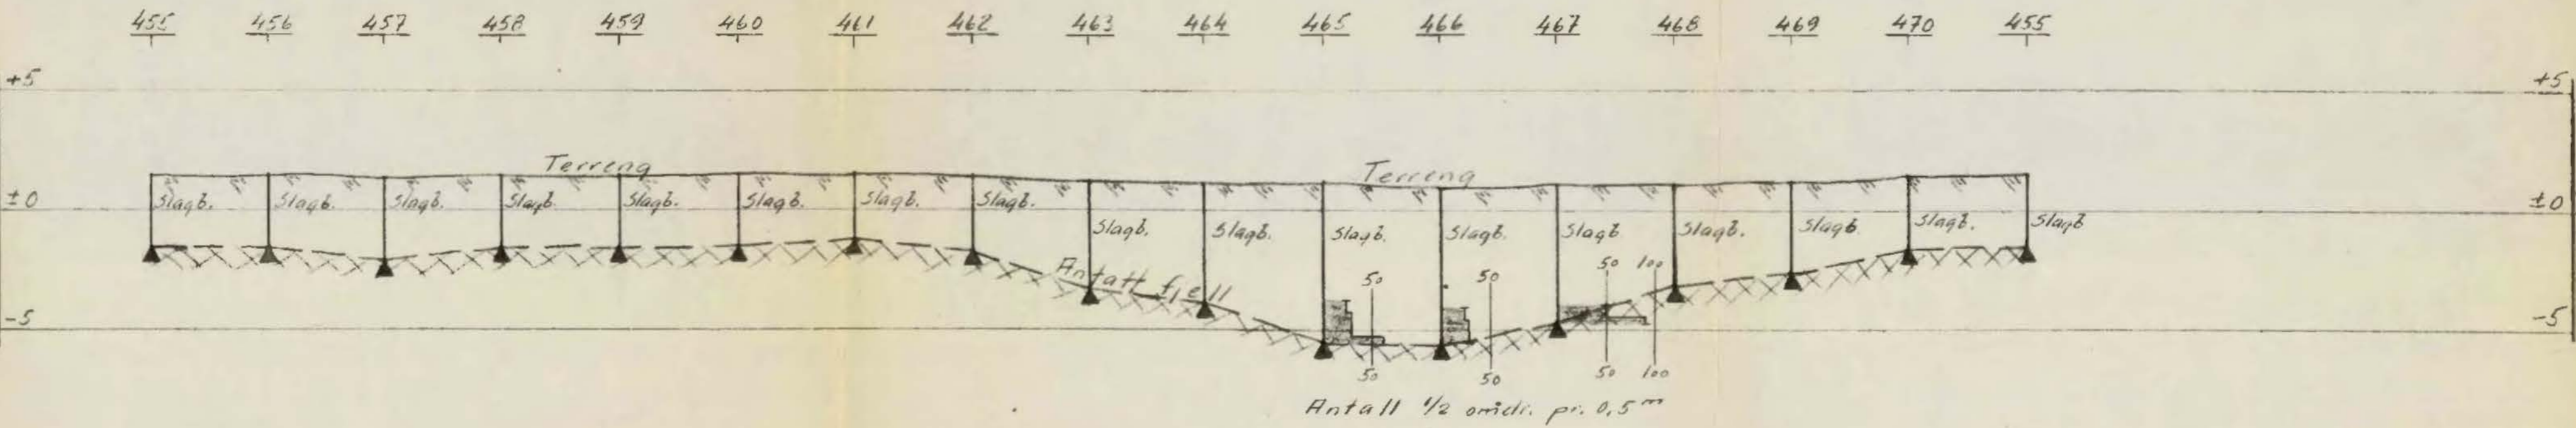 455 456 457 458 459 460 461 462 463 464 465 466 467 468 469 470 455
+5 +5
Terreng Terreng
±0 Slagb. Slagb. Slagb. Slagb. Slagb. Slagb. Slagb. Slagb. ±0
Slagb. Slagb. Slagb. Slagb. Slagb Slagb. Slagb Slagb. Slagb
Antatt fjell 50 50 50 100
-5 -5
50 50 50 100
Antall 1/2 omdr. pr. 0,5 m